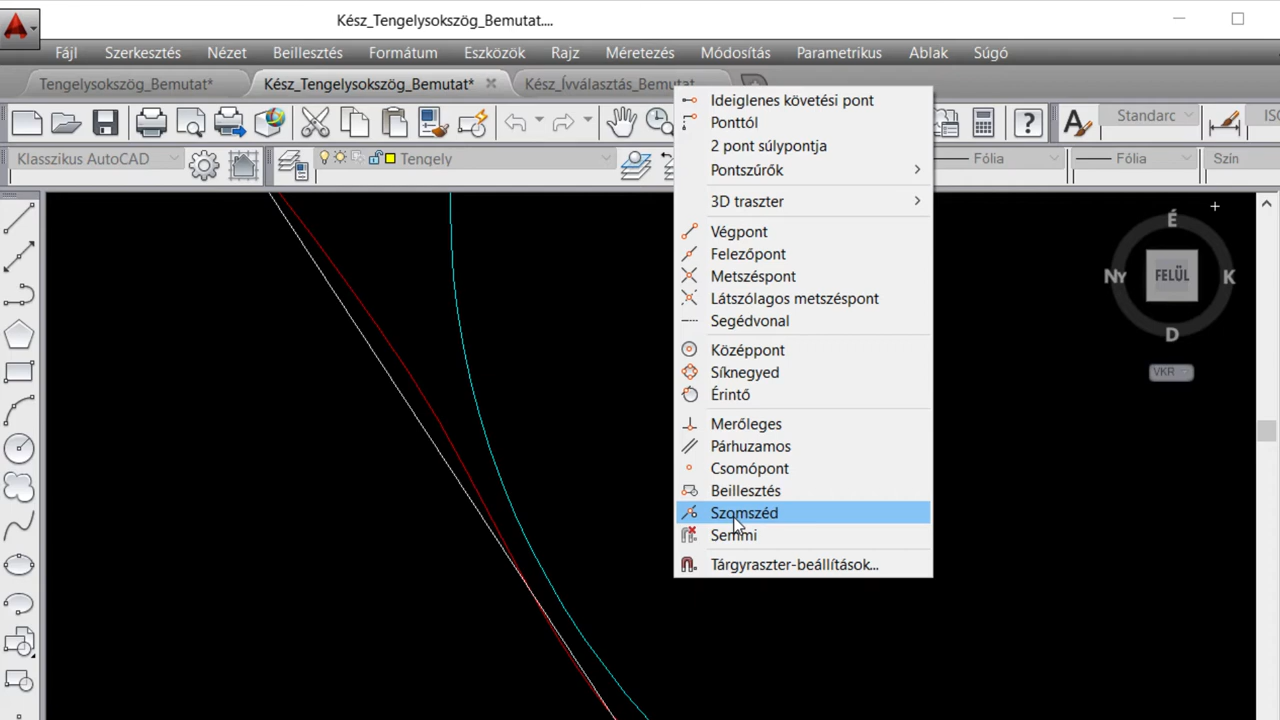 Kész_Tengelysokszög_Bemutat....
Fájl Szerkesztés Nézet Beillesztés Formátum Eszközök Rajz Méretezés Módosítás Parametrikus Ablak Súgó
Tengelysokszög_Bemutat* Kész_Tengelysokszög_Bemutat* Kész_Ívválasztás_Bemutat
Standarc ISO
Klasszikus AutoCAD Tengely Fólia Fólia Szín
Ideiglenes követési pont
Ponttól
2 pont súlypontja
Pontszűrők
3D traszter
Végpont
Felezőpont
Metszéspont
Látszólagos metszéspont
Segédvonal
Középpont
Síknegyed
Érintő
Merőleges
Párhuzamos
Csomópont
Beillesztés
Szomszéd
Semmi
Tárgyraszter-beállítások...
É
NY FELÜL K
D
VKR